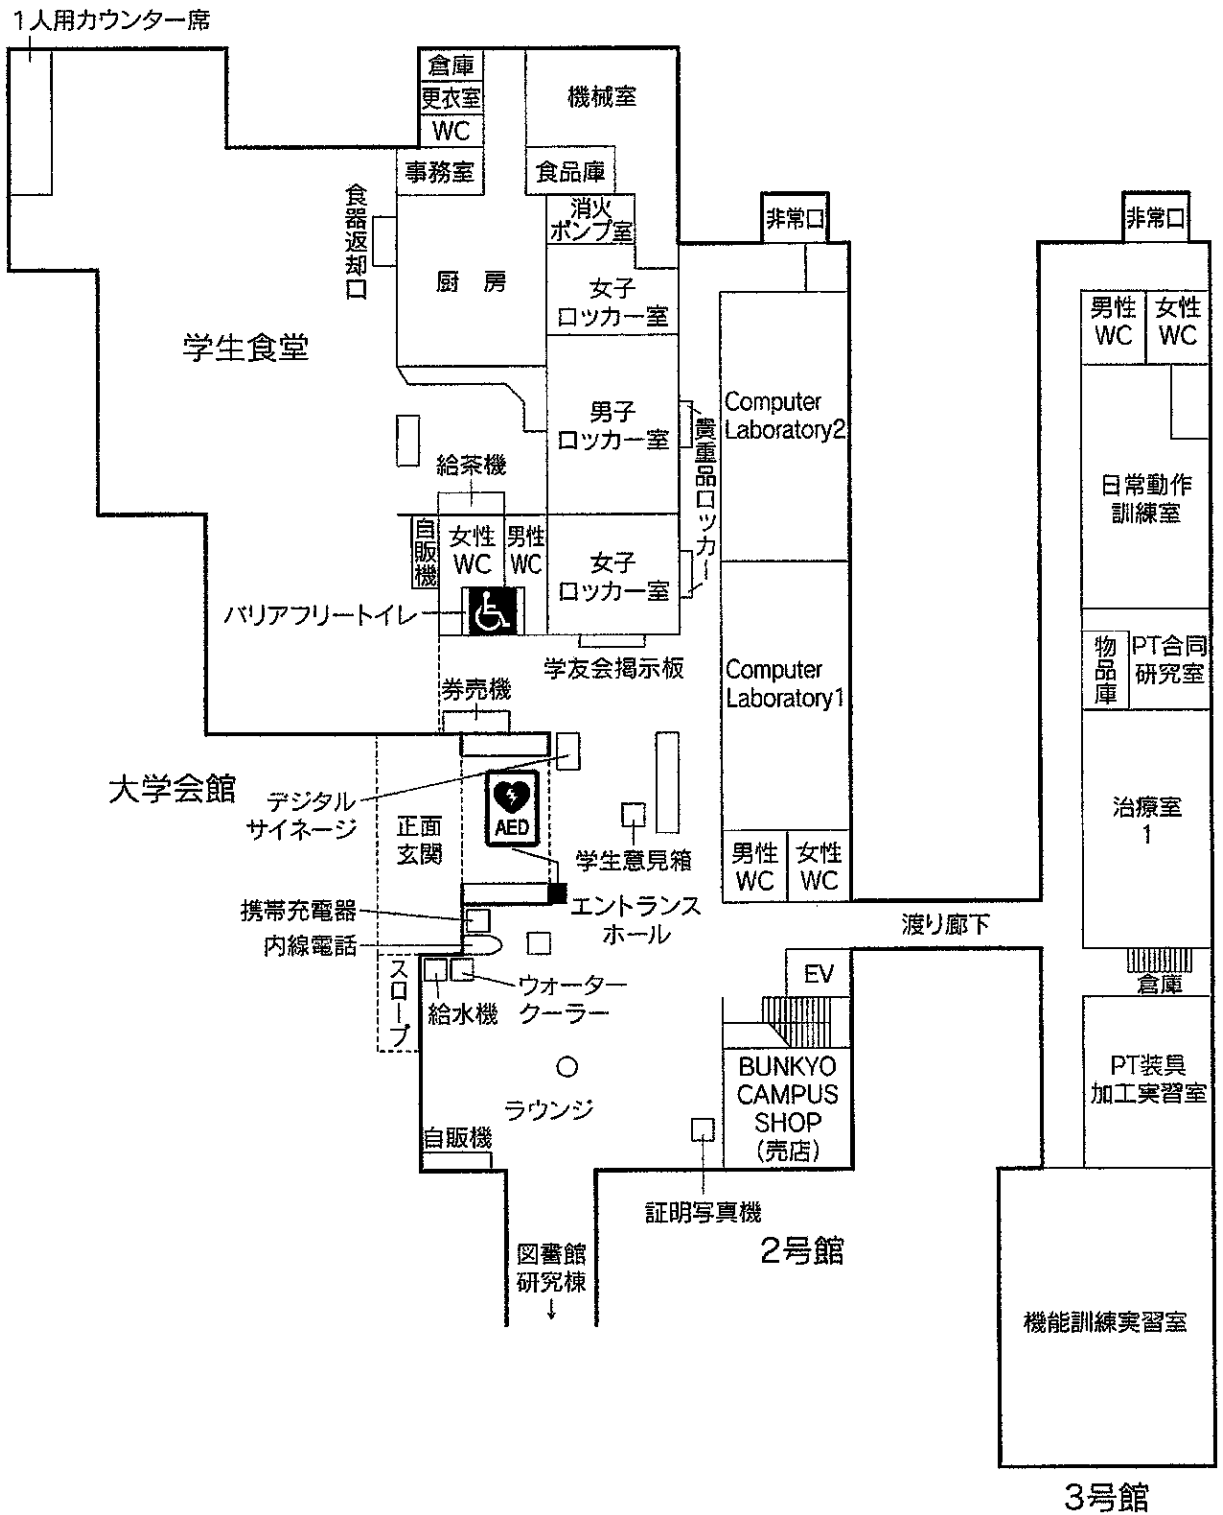 1人用カウンター席
倉庫
更衣室
WC
機械室
事務室
食品庫
食器返却口
消火
ポンプ室
非常口
非常口
厨房
女子
ロッカー室
男性
WC
女性
WC
学生食堂
男子
ロッカー室
貴重品ロッカー
Computer
Laboratory2
給茶機
日常動作
訓練室
自販機
女性
WC
男性
WC
女子
ロッカー室
バリアフリートイレ
学友会掲示板
物品庫
PT合同
研究室
券売機
Computer
Laboratory1
大学会館
デジタル
サイネージ
正面
玄関
AED
学生意見箱
治療室
1
男性
WC
女性
WC
携帯充電器
エントランス
ホール
内線電話
渡り廊下
スロープ
給水機
ウォーター
クーラー
EV
倉庫
BUNKYO
CAMPUS
SHOP
(売店)
PT装具
加工実習室
ラウンジ
自販機
証明写真機
2号館
図書館
研究棟
↓
機能訓練実習室
3号館